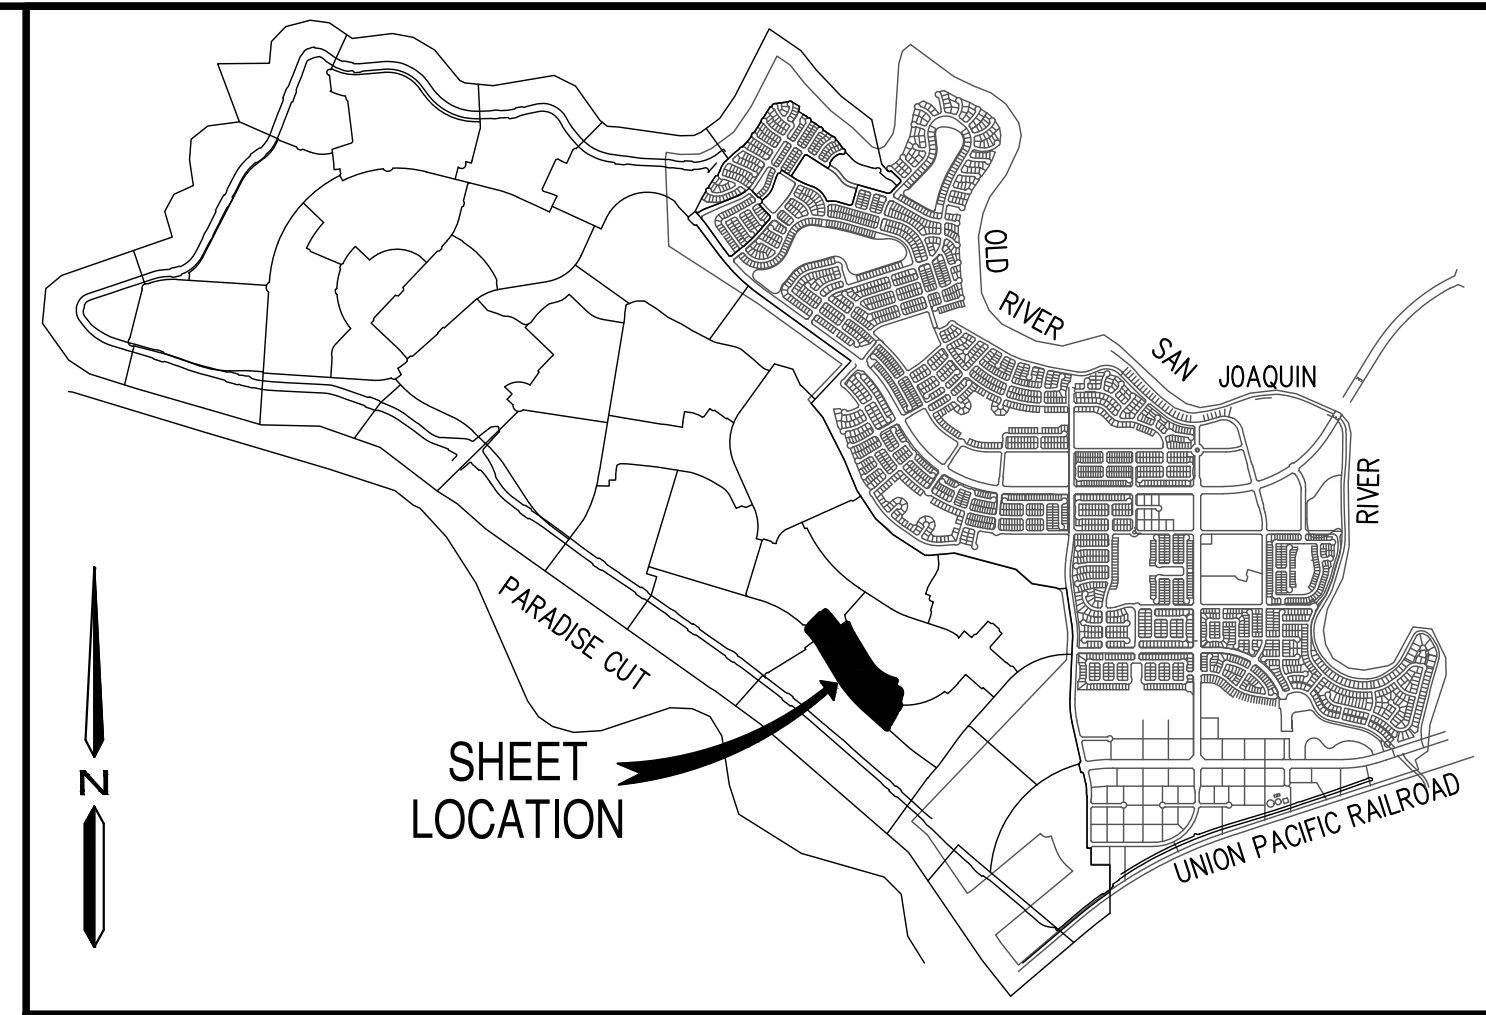 OLD
RIVER
SAN
JOAQUIN
RIVER
PARADISE CUT
SHEET
LOCATION
N
UNION PACIFIC RAILROAD